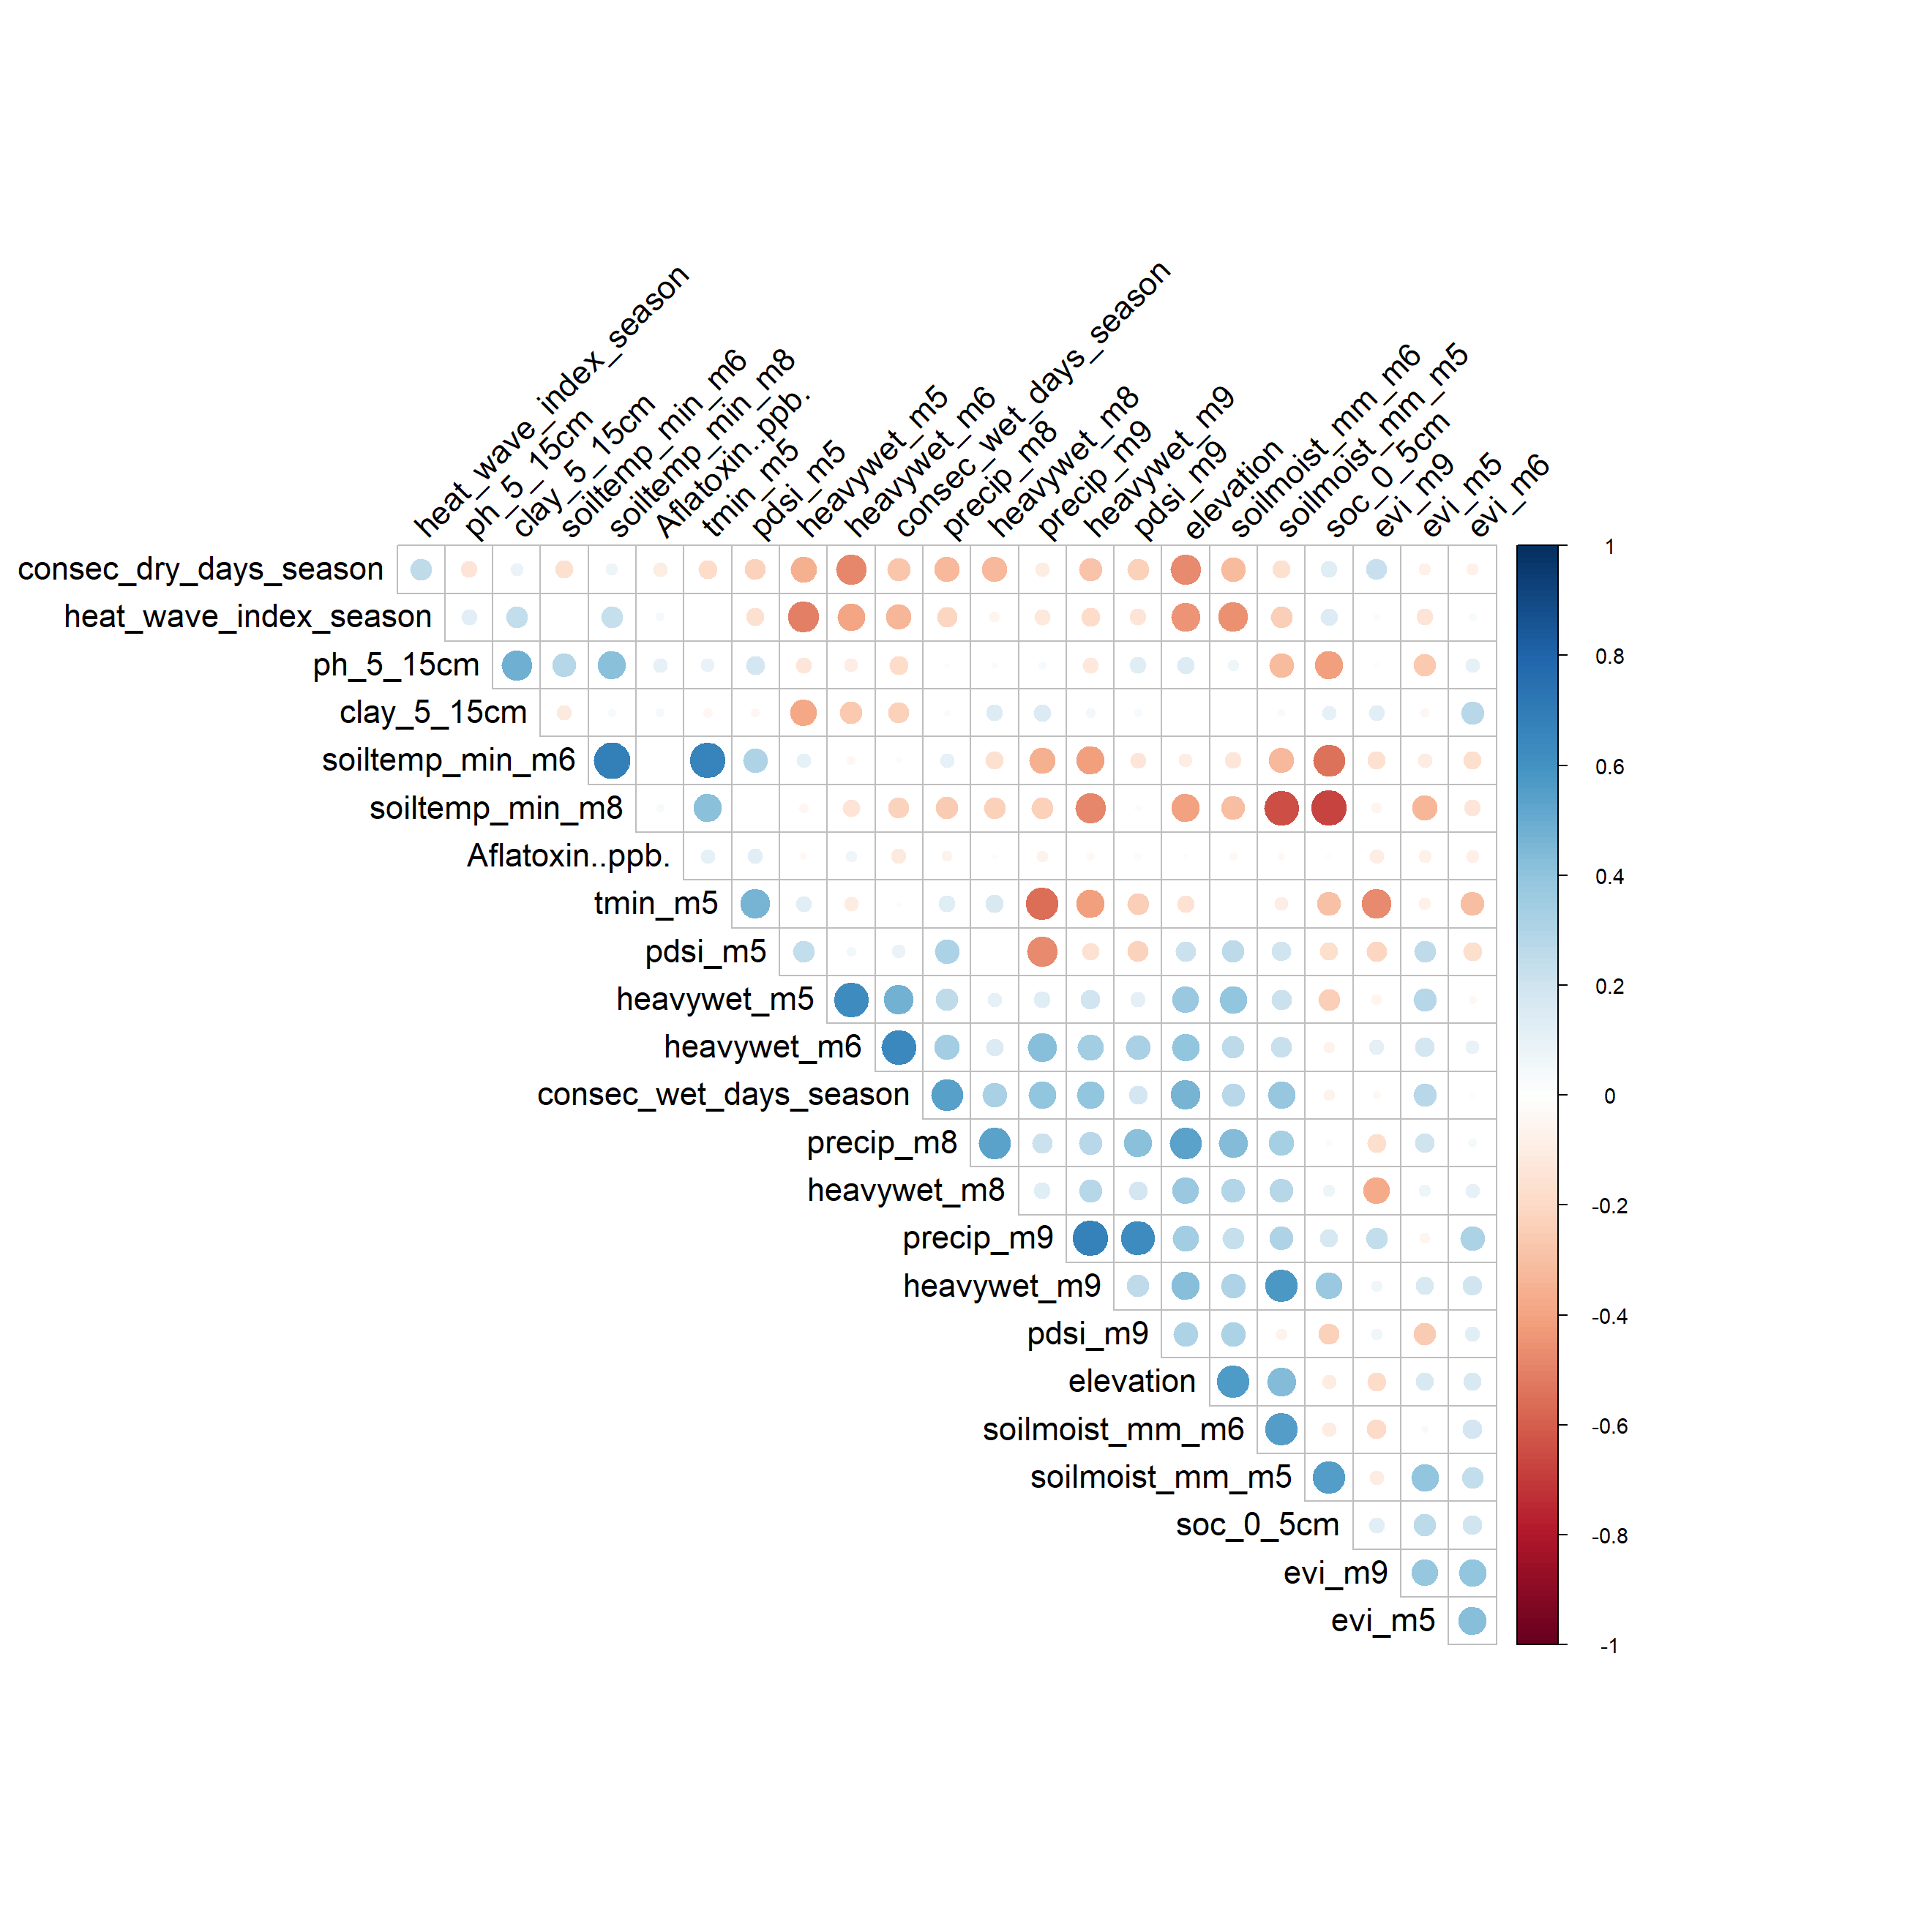 heat_wave_index_season
ph_5_15cm
clay_5_15cm
soiltemp_min_m6
soiltemp_min_m8
Aflatoxin..ppb.
tmin_m5
pdsi_m5
heavywet_m5
heavywet_m6
consec_wet_days_season
precip_m8
heavywet_m8
precip_m9
heavywet_m9
pdsi_m9
elevation
soilmoist_mm_m6
soilmoist_mm_m5
soc_0_5cm
evi_m9
evi_m5
evi_m6
consec_dry_days_season
heat_wave_index_season
ph_5_15cm
clay_5_15cm
soiltemp_min_m6
soiltemp_min_m8
Aflatoxin..ppb.
tmin_m5
pdsi_m5
heavywet_m5
heavywet_m6
consec_wet_days_season
precip_m8
heavywet_m8
precip_m9
heavywet_m9
pdsi_m9
elevation
soilmoist_mm_m6
soilmoist_mm_m5
soc_0_5cm
evi_m9
evi_m5
1
0.8
0.6
0.4
0.2
0
-0.2
-0.4
-0.6
-0.8
-1